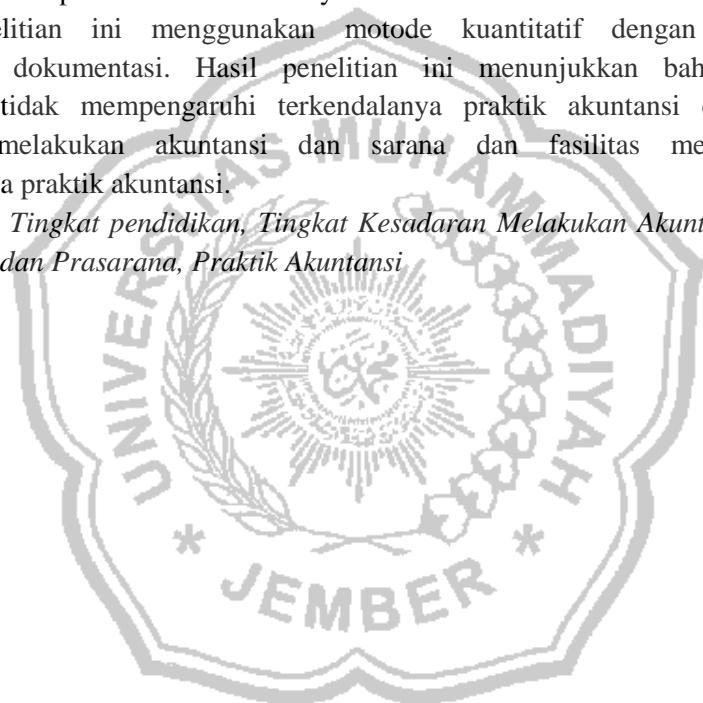 elitian ini menggunakan motode kuantitatif dengan
dokumentasi. Hasil penelitian ini menunjukkan bah
tidak mempengaruhi terkendalanya praktik akuntansi
melakukan akuntansi dan sarana dan fasilitas me
a praktik akuntansi.
Tingkat pendidikan, Tingkat Kesadaran Melakukan Akunt
dan Prasarana, Praktik Akuntansi
UNIVERSITAS MUHAMMADIYAH
* JEMBER *